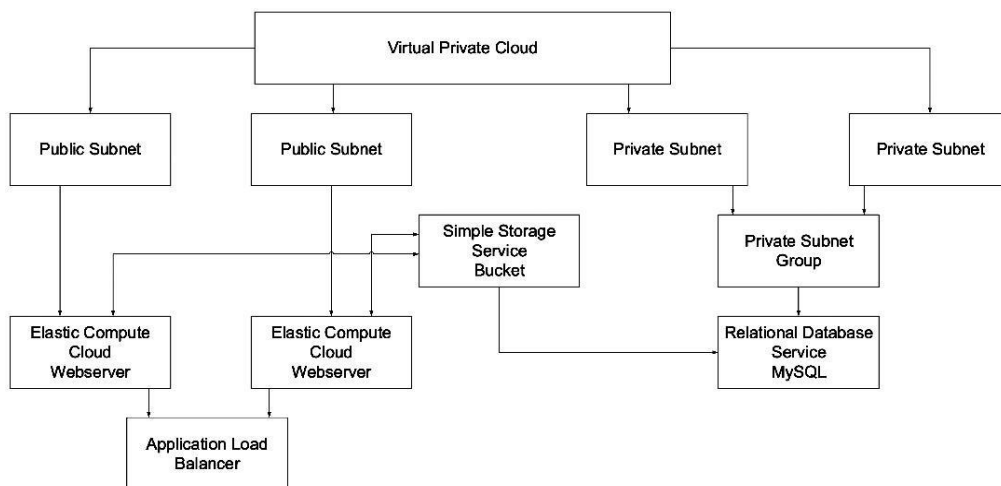 Virtual Private Cloud
Public Subnet
Public Subnet
Private Subnet
Private Subnet
Simple Storage
Service
Bucket
Private Subnet
Group
Elastic Compute
Cloud
Webserver
Elastic Compute
Cloud
Webserver
Relational Database
Service
MySQL
Application Load
Balancer